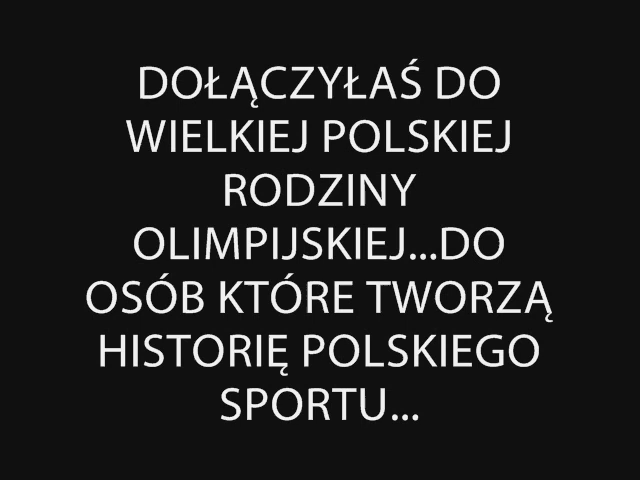 DOŁĄCZYŁAŚ DO
WIELKIEJ POLSKIEJ
RODZINY
OLIMPIJSKIEJ...DO
OSÓB KTÓRE TWORZĄ
HISTORIĘ POLSKIEGO
SPORTU...